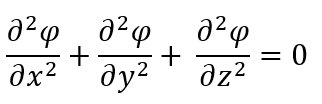 ∂²φ/∂x² + ∂²φ/∂y² + ∂²φ/∂z² = 0